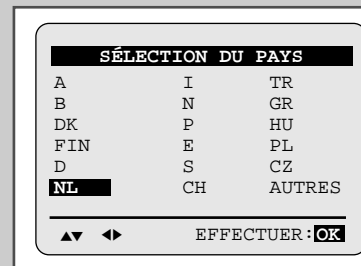 SÉLECTION DU PAYS
A I TR
B N GR
DK P HU
FIN E PL
D S CZ
NL CH AUTRES
▲▼ ◀▶ EFFECTUER:OK